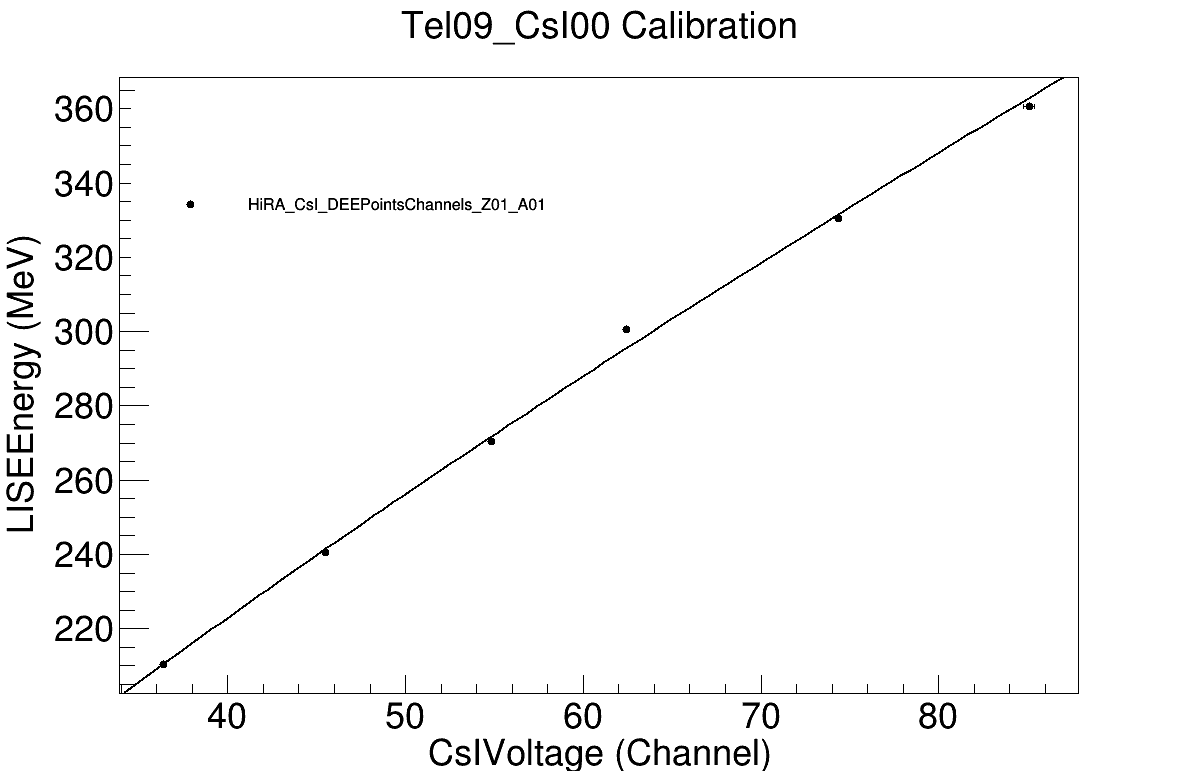 Tel09_CsI00 Calibration
360
340
320
300
280
260
240
220
LISEEnergy (MeV)
HiRA_CsI_DEEPointsChannels_Z01_A01
40 50 60 70 80
CsIVoltage (Channel)